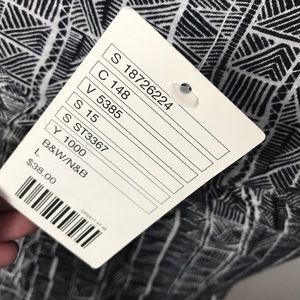 S 18726224
C 148
V 5385
S 15
S ST3367
Y 1000
L B&W/N&B
$38.00